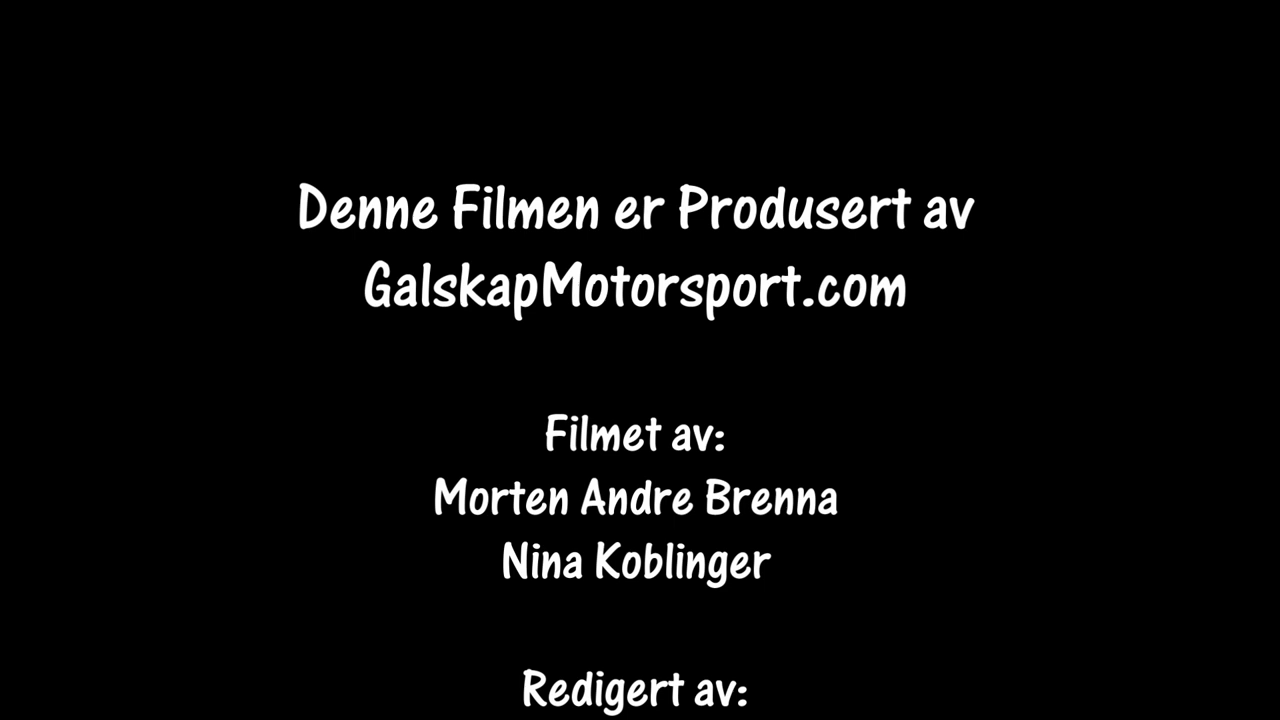 Denne Filmen er Produsert av
GalskapMotorsport.com
Filmet av:
Morten Andre Brenna
Nina Koblinger
Redigert av: